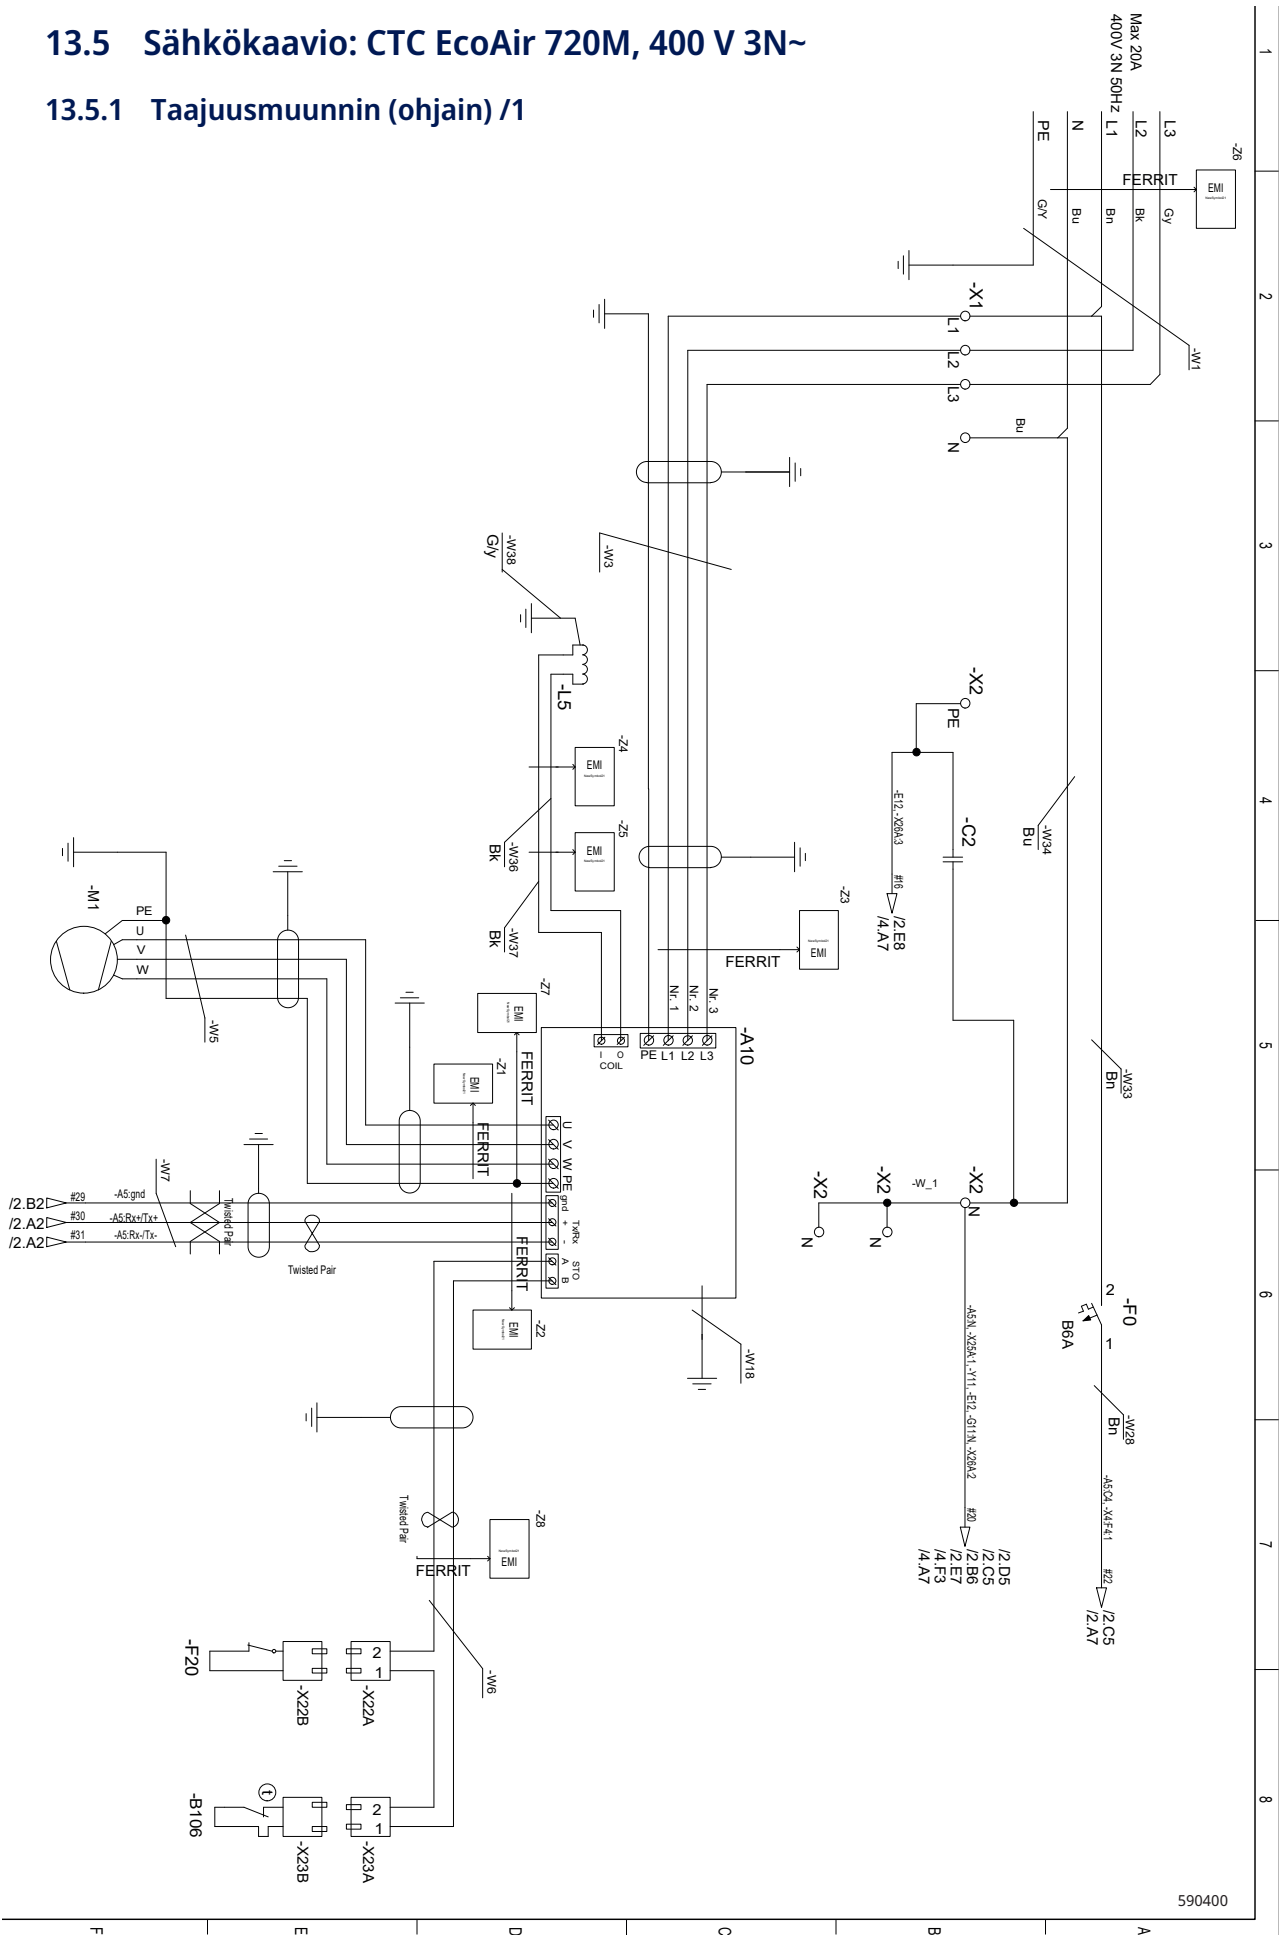 13.5 Sähkökaavio: CTC EcoAir 720M, 400 V 3N~
13.5.1 Taajuusmuunnin (ohjain) /1
Max 20A
400V 3N 50Hz
PE
N
L1
L2
L3
-Z6
EMI
FERRIT
G/Y
Bu
Bn
Bk
Gy
-W1
-X1
L1
L2
L3
N
Bu
-W3
-W38
G/y
-L5
-Z4
EMI
-Z5
EMI
-W36
Bk
-W37
Bk
-X2
PE
-E12, -X26A:3
#16
/2.E8
/4.A7
-C2
-W34
Bu
-Z3
EMI
FERRIT
-M1
PE
U
V
W
-W5
-Z7
EMI
FERRIT
-Z1
EMI
FERRIT
Nr. 1
Nr. 2
Nr. 3
-A10
I
O
COIL
PE
L1
L2
L3
U
V
W
PE
gnd
+
-
TxRx
A
B
STO
-W33
Bn
-W7
/2.B2
#29
-A5:gnd
/2.A2
#30
-A5:Rx+/Tx+
/2.A2
#31
-A5:Rx-/Tx-
Twisted Pair
Twisted Pair
FERRIT
-Z2
EMI
-W18
-X2
N
-X2
N
-W_1
-X2
N
-A5:N, -X25A:1, -Y11, -E12, -G11:N, -X26A:2
#20
/2.D5
/2.C5
/2.B6
/2.E7
/4.F3
/4.A7
2
-F0
1
B6A
-W28
Bn
-A5:C4, -X4:F4:1
#22
/2.C5
/2.A7
Twisted Pair
-Z8
EMI
FERRIT
-W6
-F20
-X22B
2
1
-X22A
t
-B106
-X23B
2
1
-X23A
1
2
3
4
5
6
7
8
590400
F
E
D
C
B
A